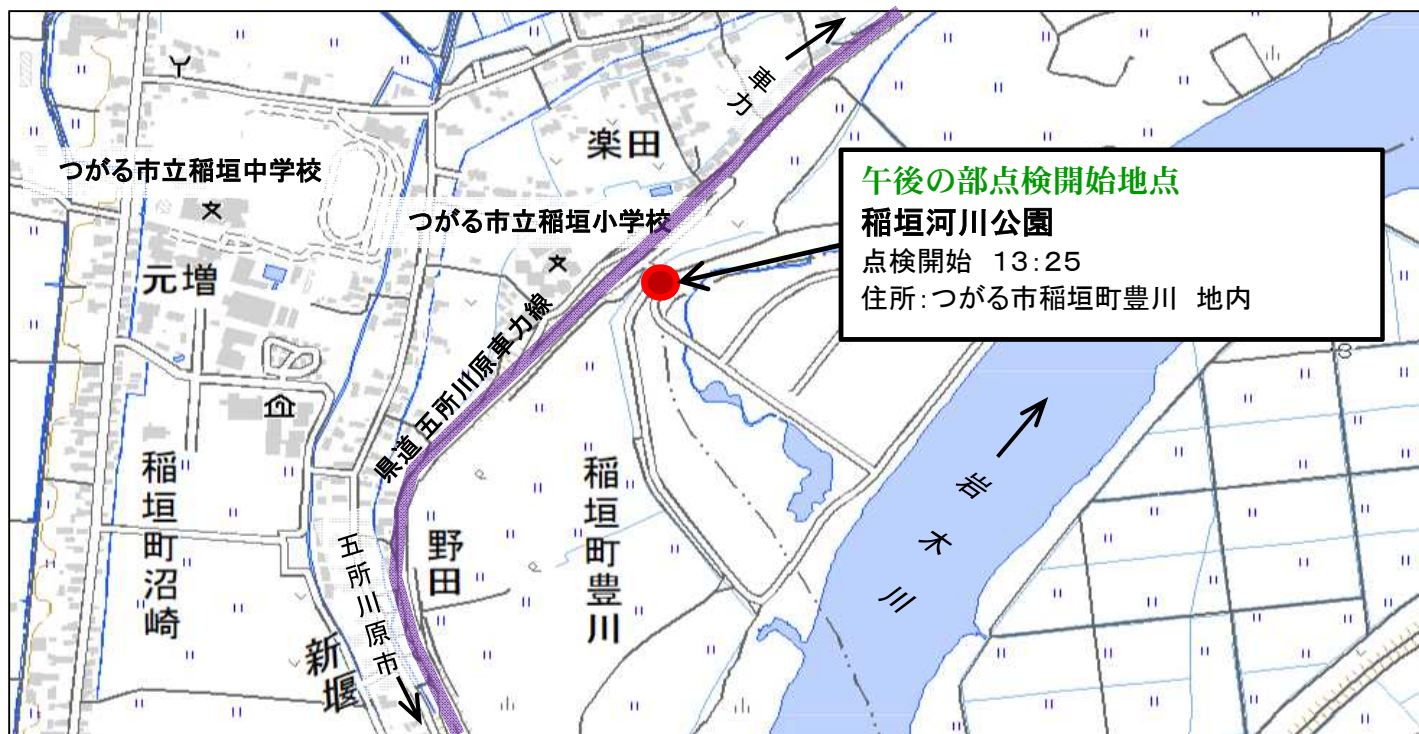 車力
楽田
つがる市立稲垣中学校
つがる市立稲垣小学校
午後の部点検開始地点
稲垣河川公園
点検開始 13:25
住所:つがる市稲垣町豊川 地内
元増
県道 五所川原車力線
稲垣町沼崎
稲垣町豊川
岩木川
野田
五所川原市
新堰